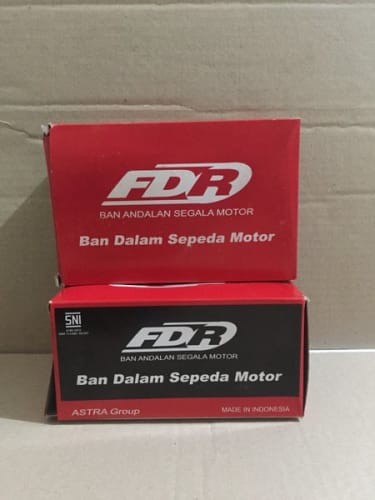 FDR
BAN ANDALAN SEGALA MOTOR
Ban Dalam Sepeda Motor
SNI
FDR
BAN ANDALAN SEGALA MOTOR
Ban Dalam Sepeda Motor
ASTRA Group
MADE IN INDONESIA